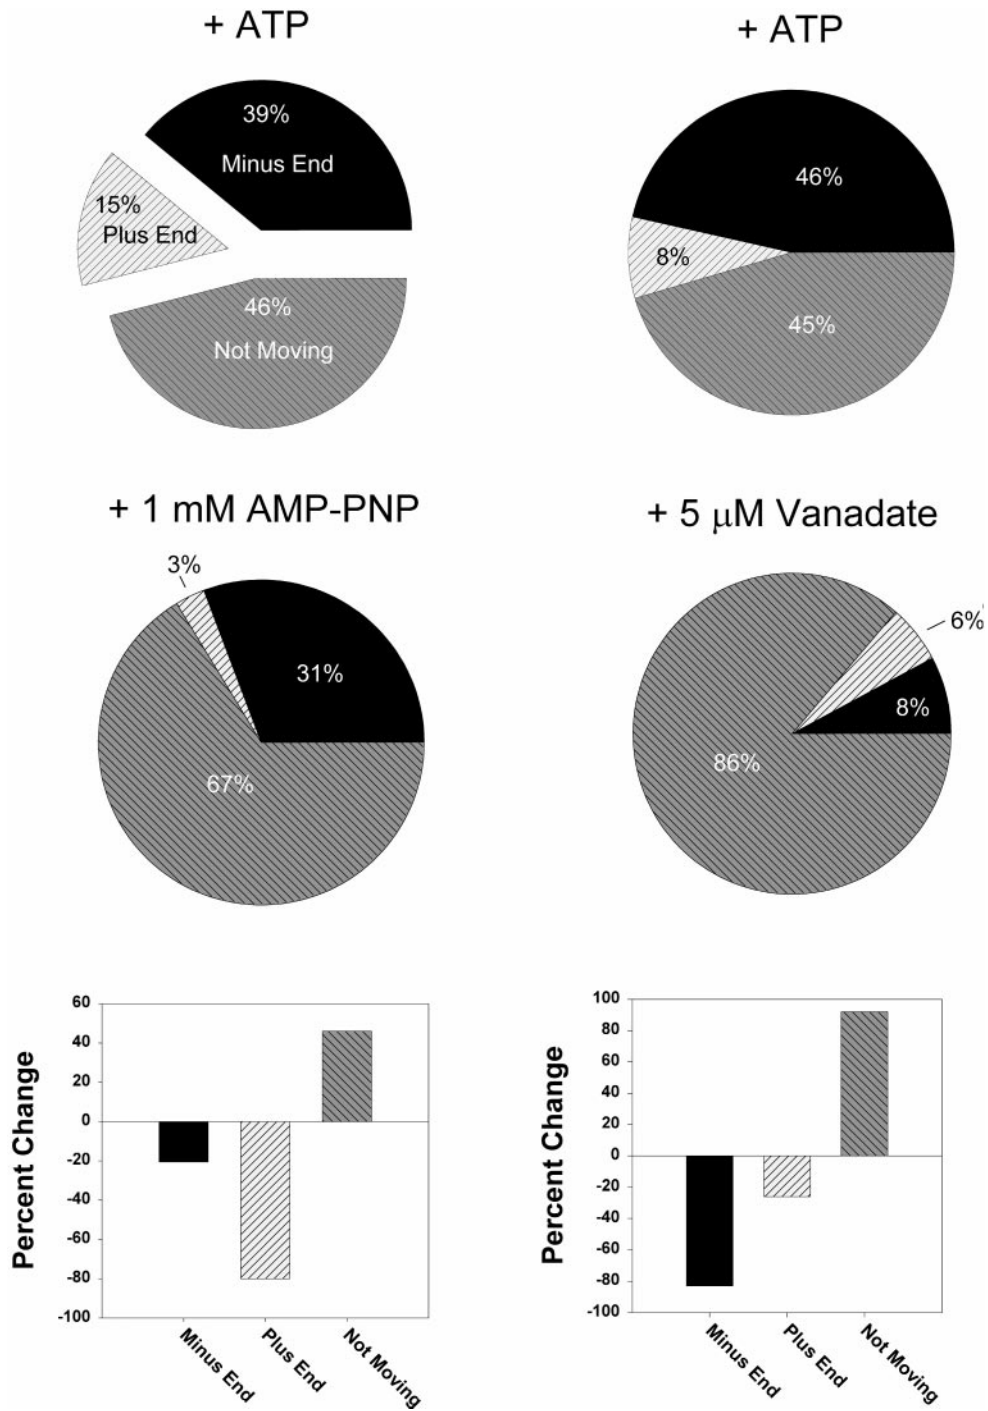 + ATP
39%
Minus End
15%
Plus End
46%
Not Moving
+ ATP
46%
8%
45%
+ 1 mM AMP-PNP
3%
31%
67%
+ 5 μM Vanadate
6%
8%
86%
Percent Change
60
40
20
0
-20
-40
-60
-80
-100
Minus End
Plus End
Not Moving
Percent Change
100
80
60
40
20
0
-20
-40
-60
-80
-100
Minus End
Plus End
Not Moving